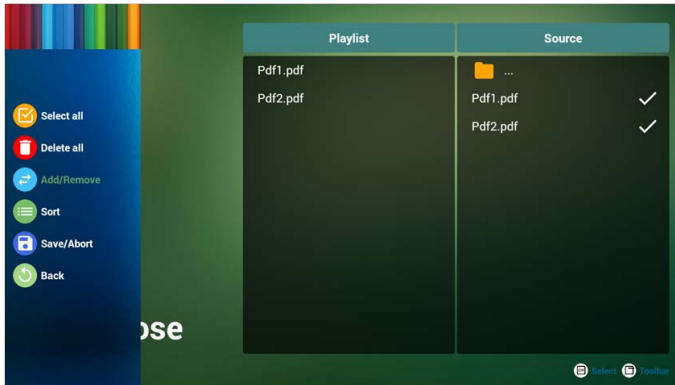 Playlist
Source
Pdf1.pdf
Pdf2.pdf
...
Pdf1.pdf
Pdf2.pdf
Select all
Delete all
Add/Remove
Sort
Save/Abort
Back
ose
Select
Toolbar